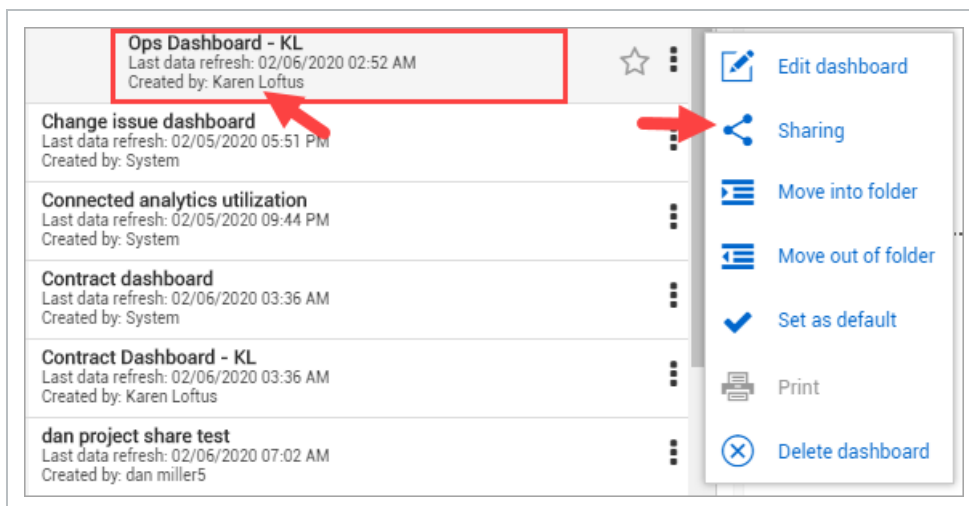 Ops Dashboard - KL
Last data refresh: 02/06/2020 02:52 AM
Created by: Karen Loftus
Change issue dashboard
Last data refresh: 02/05/2020 05:51 PM
Created by: System
Connected analytics utilization
Last data refresh: 02/05/2020 09:44 PM
Created by: System
Contract dashboard
Last data refresh: 02/06/2020 03:36 AM
Created by: System
Contract Dashboard - KL
Last data refresh: 02/06/2020 03:36 AM
Created by: Karen Loftus
dan project share test
Last data refresh: 02/06/2020 07:02 AM
Created by: dan miller5
Edit dashboard
Sharing
Move into folder
Move out of folder
Set as default
Print
Delete dashboard